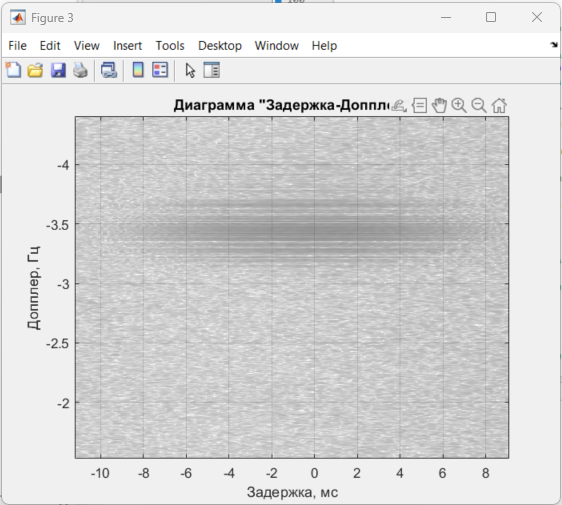 Figure 3
File Edit View Insert Tools Desktop Window Help
Диаграмма "Задержка-Доппле
-4
-3.5
-3
-2.5
-2
Допплер, Гц
-10 -8 -6 -4 -2 0 2 4 6 8
Задержка, мс